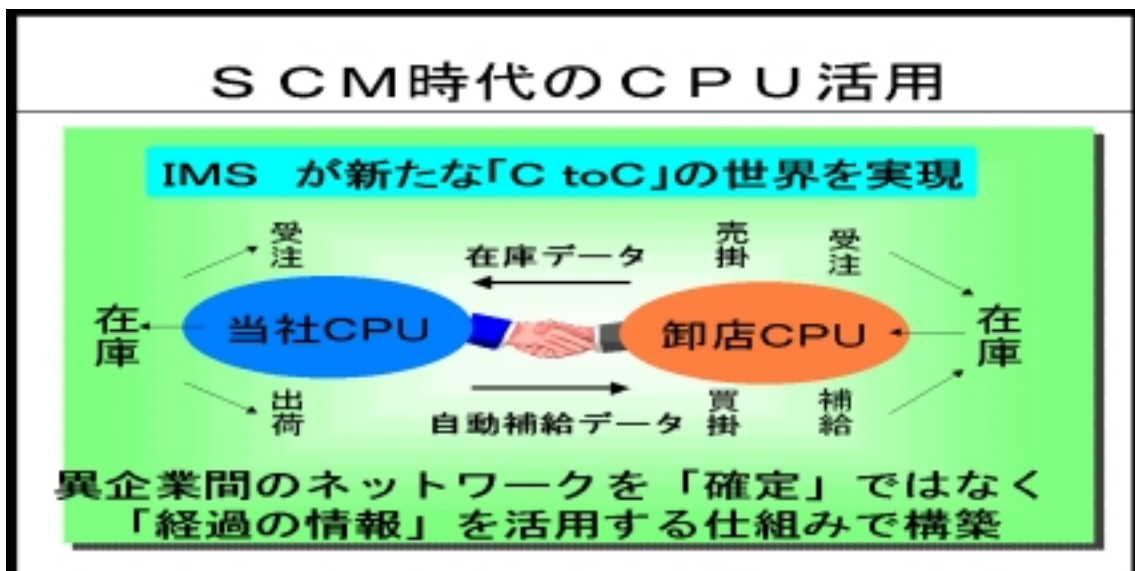 ＳＣＭ時代のＣＰＵ活用
IMS　が新たな「C toC」の世界を実現
受注
在庫データ
売掛
受注
在庫
当社CPU
卸店CPU
在庫
出荷
自動補給データ
買掛
補給
異企業間のネットワークを「確定」ではなく
「経過の情報」を活用する仕組みで構築